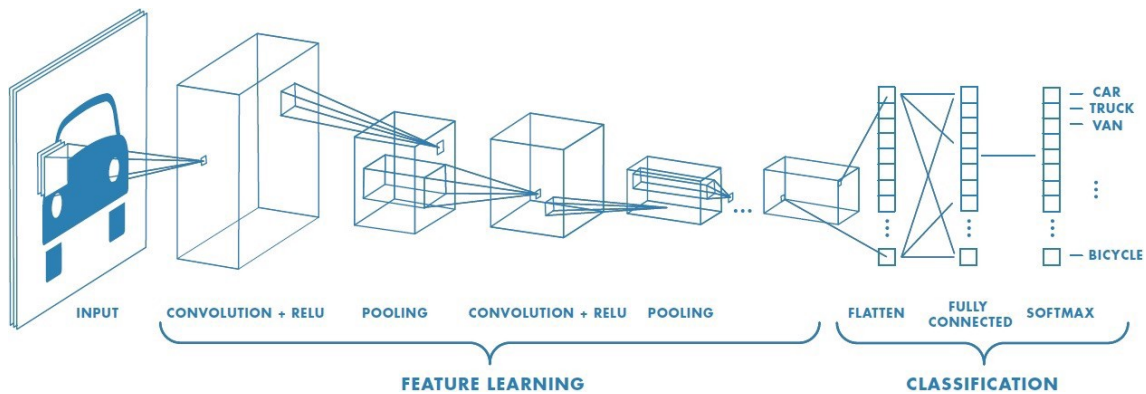 CAR
TRUCK
VAN
BICYCLE
INPUT
CONVOLUTION + RELU
POOLING
CONVOLUTION + RELU
POOLING
FLATTEN
FULLY
CONNECTED
SOFTMAX
FEATURE LEARNING
CLASSIFICATION